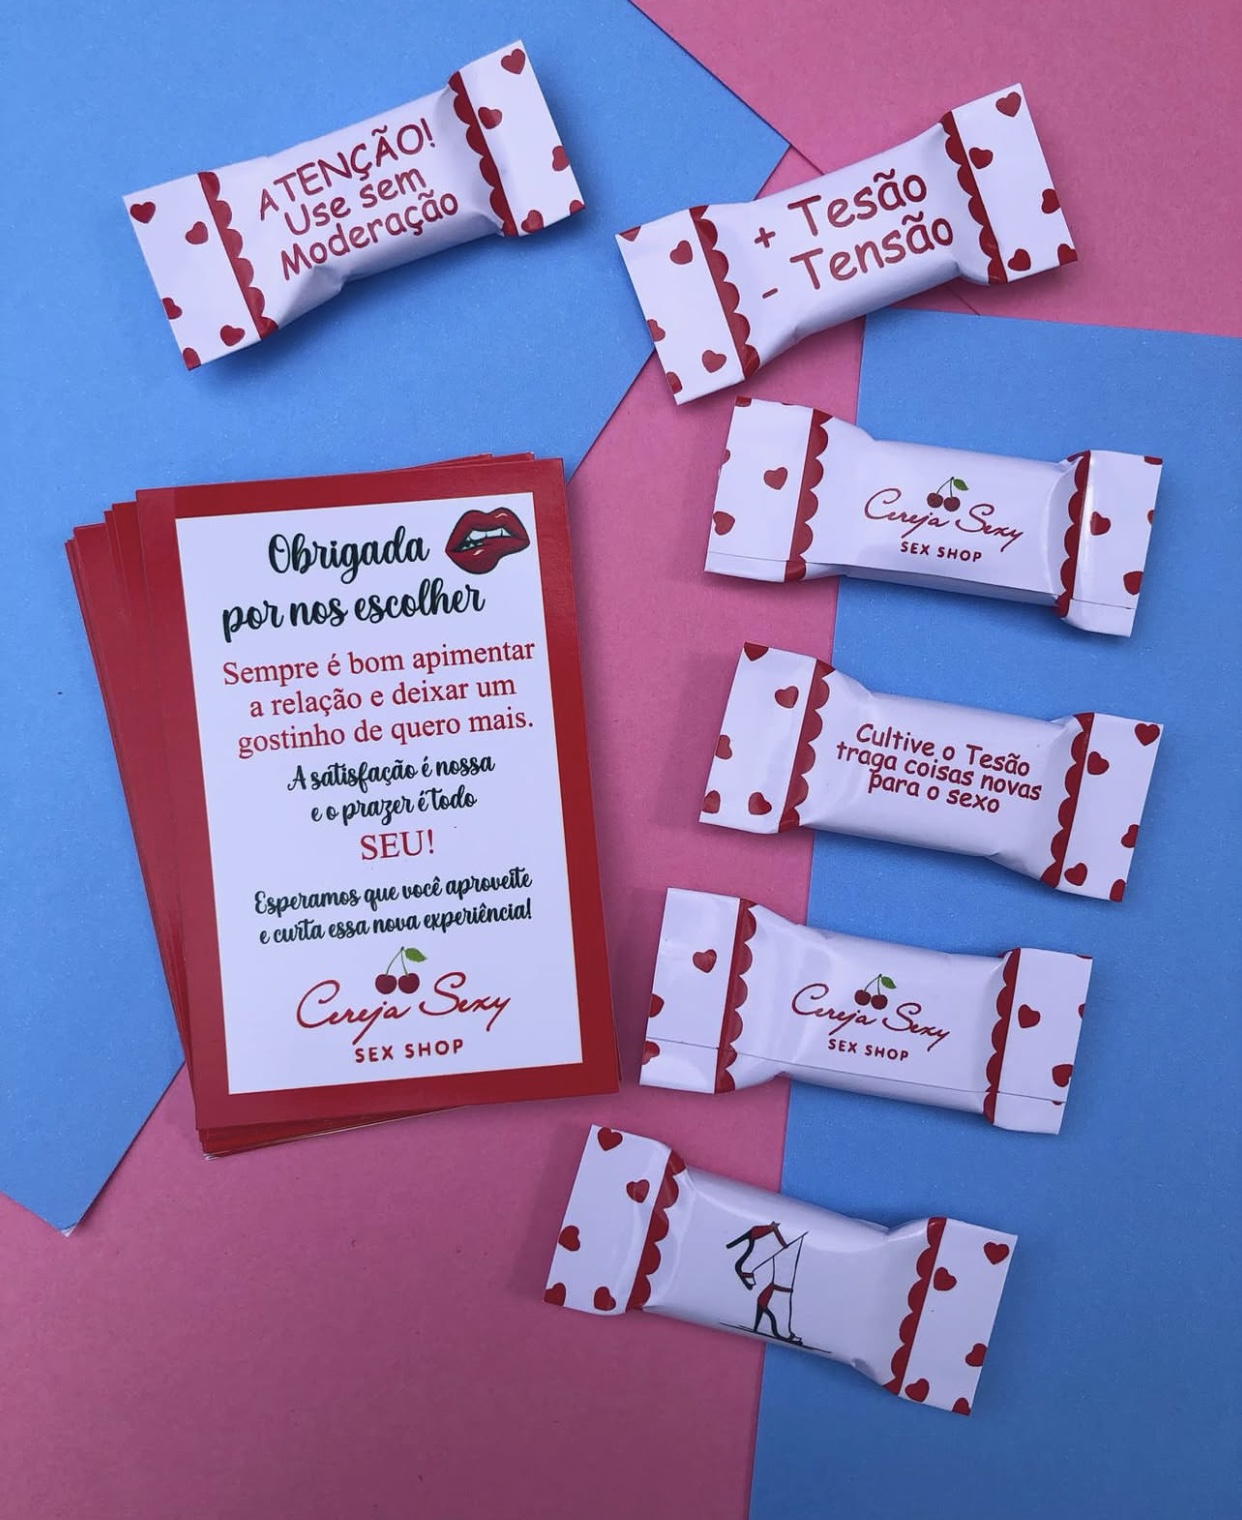 ATENÇÃO!
Use sem
Moderação
+ Tesão
- Tensão
Cereja Sexy
SEX SHOP
Obrigada
por nos escolher
Sempre é bom apimentar
a relação e deixar um
gostinho de quero mais.
A satisfação é nossa
e o prazer é todo
SEU!
Esperamos que você aproveite
e curta essa nova experiência!
Cereja Sexy
SEX SHOP
Cultive o Tesão
traga coisas novas
para o sexo
Cereja Sexy
SEX SHOP